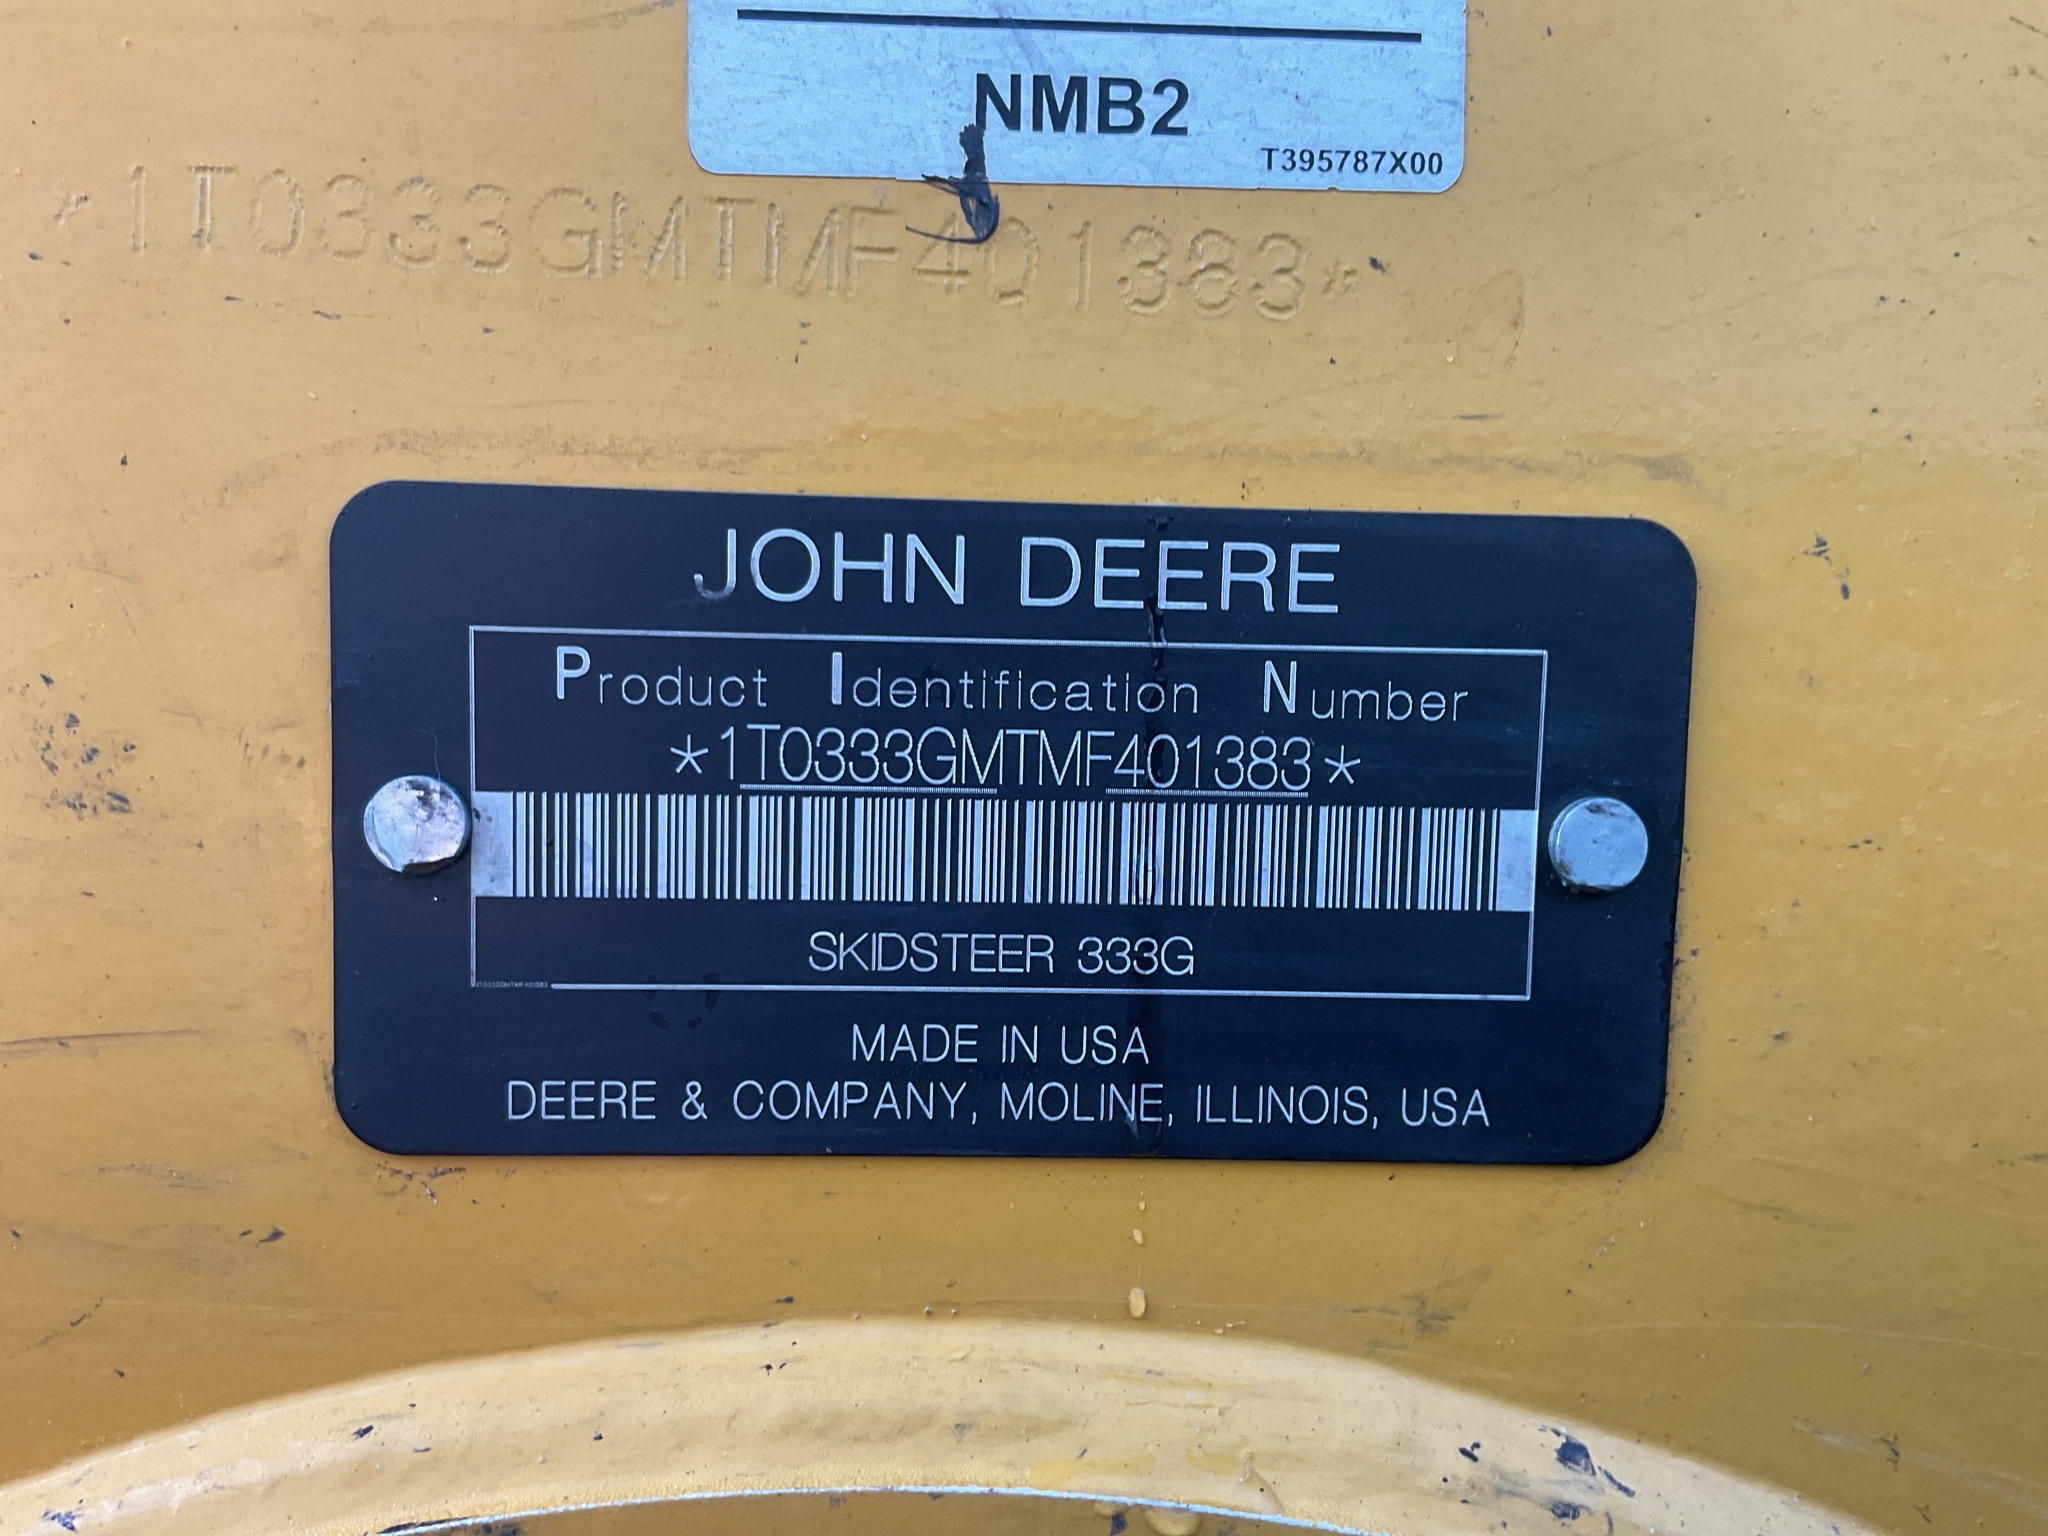 NMB2
T395787X00
*1T0333GMTMF401383*
JOHN DEERE
Product Identification Number
*1T0333GMTMF401383*
SKIDSTEER 333G
1T0333GMTMF401383
MADE IN USA
DEERE & COMPANY, MOLINE, ILLINOIS, USA